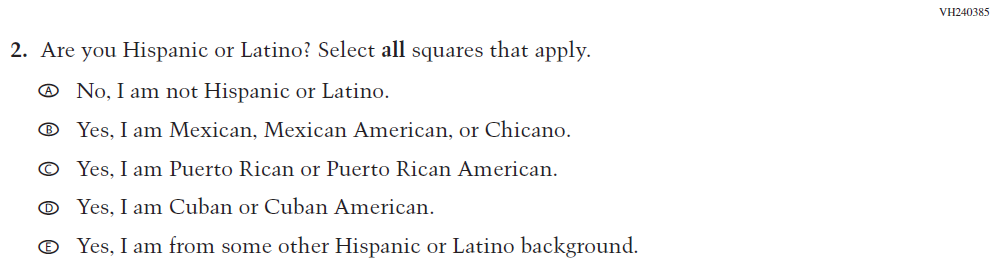 VH240385
2. Are you Hispanic or Latino? Select all squares that apply.
A No, I am not Hispanic or Latino.
B Yes, I am Mexican, Mexican American, or Chicano.
C Yes, I am Puerto Rican or Puerto Rican American.
D Yes, I am Cuban or Cuban American.
E Yes, I am from some other Hispanic or Latino background.